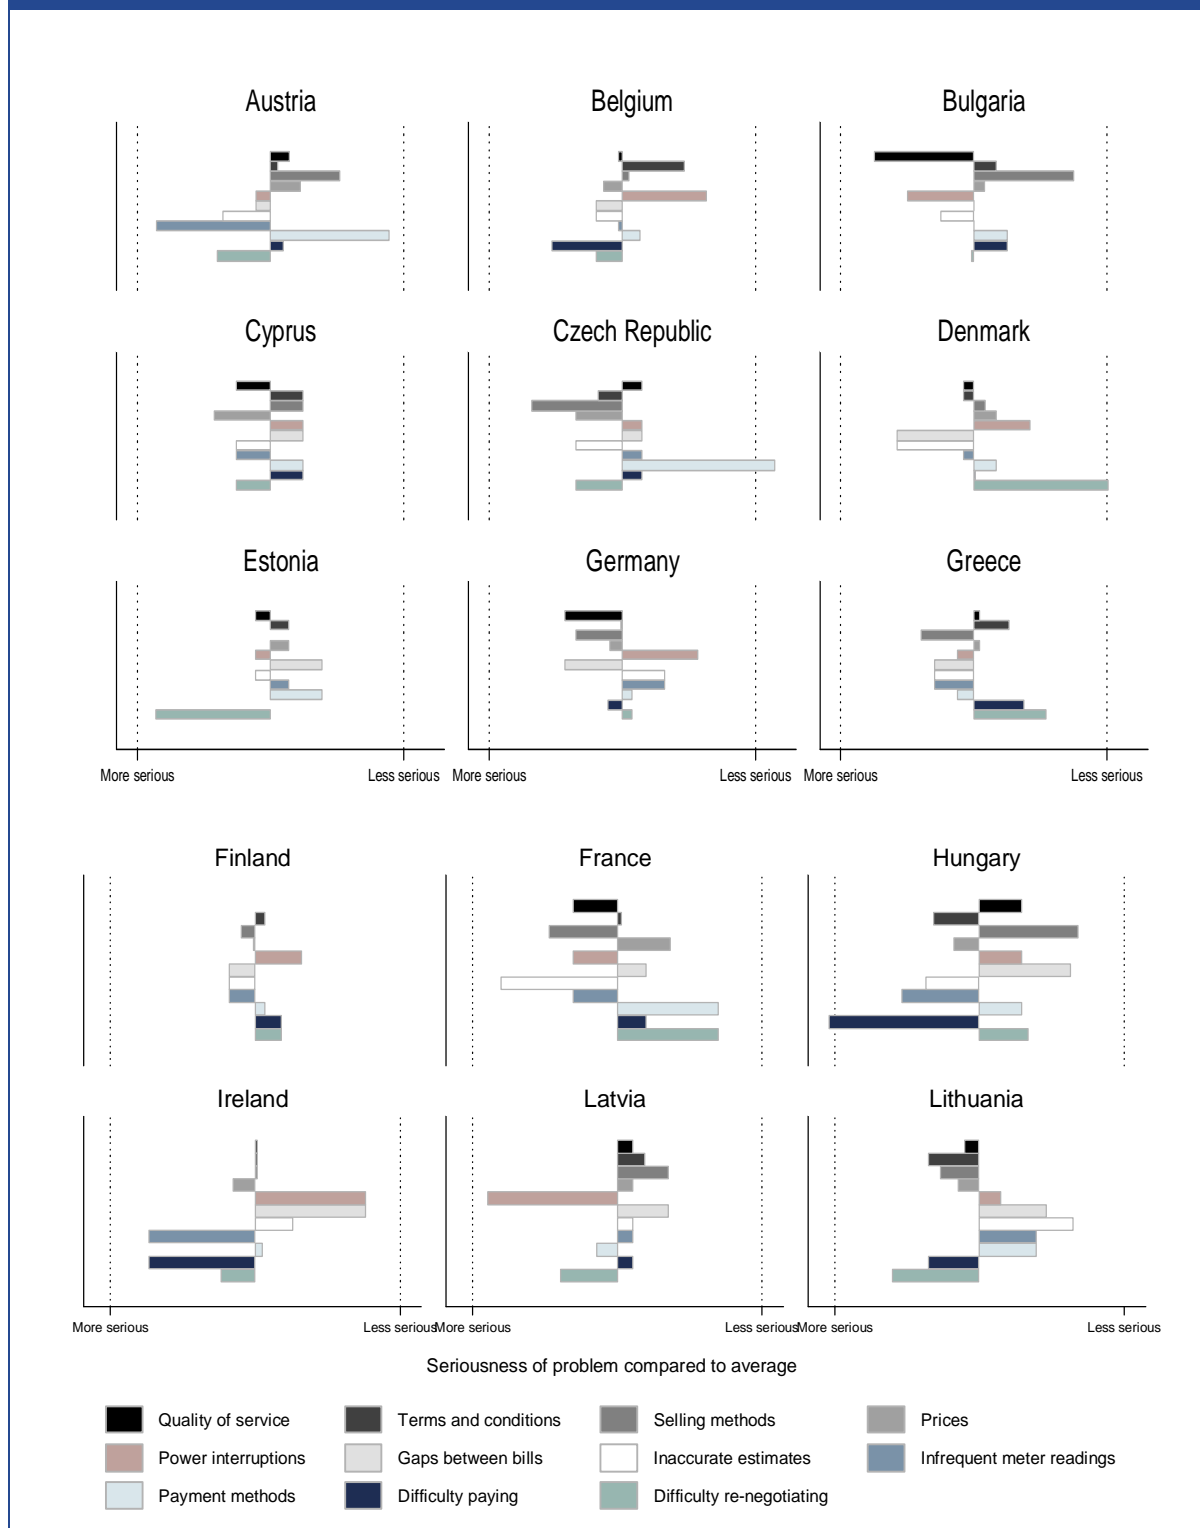 Austria Belgium Bulgaria
Cyprus Czech Republic Denmark
Estonia Germany Greece
More serious Less serious More serious Less serious More serious Less serious
Finland France Hungary
Ireland Latvia Lithuania
More serious Less serious More serious Less serious More serious Less serious
Seriousness of problem compared to average
Quality of service Terms and conditions Selling methods Prices
Power interruptions Gaps between bills Inaccurate estimates Infrequent meter readings
Payment methods Difficulty paying Difficulty re-negotiating